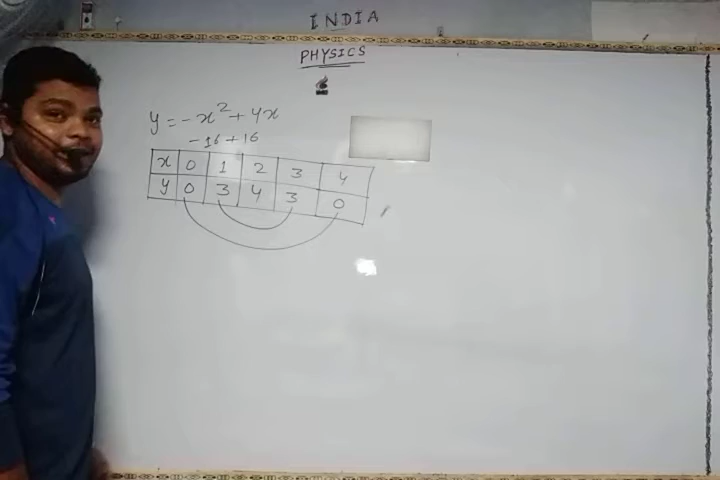 INDIA
PHYSICS
y = -x² + 4x
-16 + 16
x 0 1 2 3 4
y 0 3 4 3 0